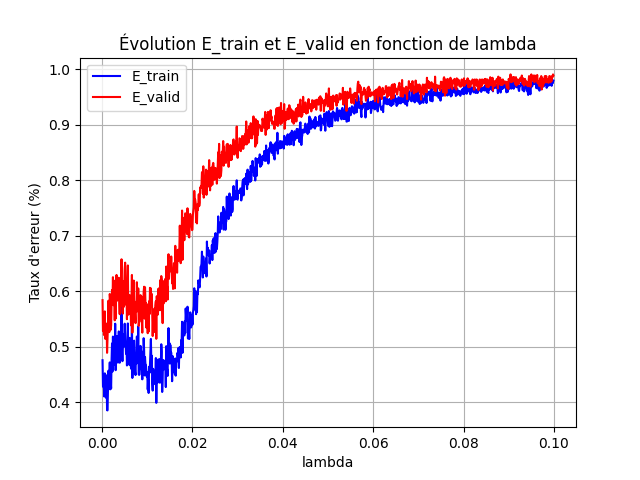 Évolution E_train et E_valid en fonction de lambda
E_train
E_valid
Taux d'erreur (%)
1.0
0.9
0.8
0.7
0.6
0.5
0.4
0.00 0.02 0.04 0.06 0.08 0.10
lambda